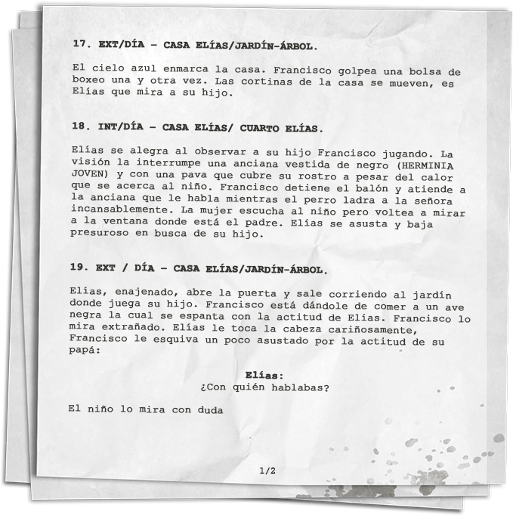 17. EXT/DÍA – CASA ELÍAS/JARDÍN-ÁRBOL.
El cielo azul enmarca la casa. Francisco golpea una bolsa de
boxeo una y otra vez. Las cortinas de la casa se mueven, es
Elías que mira a su hijo.
18. INT/DÍA – CASA ELÍAS/ CUARTO ELÍAS.
Elías se alegra al observar a su hijo Francisco jugando. La
visión la interrumpe una anciana vestida de negro (HERMINIA
JOVEN) y con una pava que cubre su rostro a pesar del calor
que se acerca al niño. Francisco detiene el balón y atiende a
la anciana que le habla mientras el perro ladra a la señora
incansablemente. La mujer escucha al niño pero voltea a mirar
a la ventana donde está el padre. Elías se asusta y baja
presuroso en busca de su hijo.
19. EXT / DÍA – CASA ELÍAS/JARDÍN-ÁRBOL.
Elías, enajenado, abre la puerta y sale corriendo al jardín
donde juega su hijo. Francisco está dándole de comer a un ave
negra la cual se espanta con la actitud de Elías. Francisco lo
mira extrañado. Elías le toca la cabeza cariñosamente,
Francisco le esquiva un poco asustado por la actitud de su
papá:
Elías:
¿Con quién hablabas?
El niño lo mira con duda
1/2